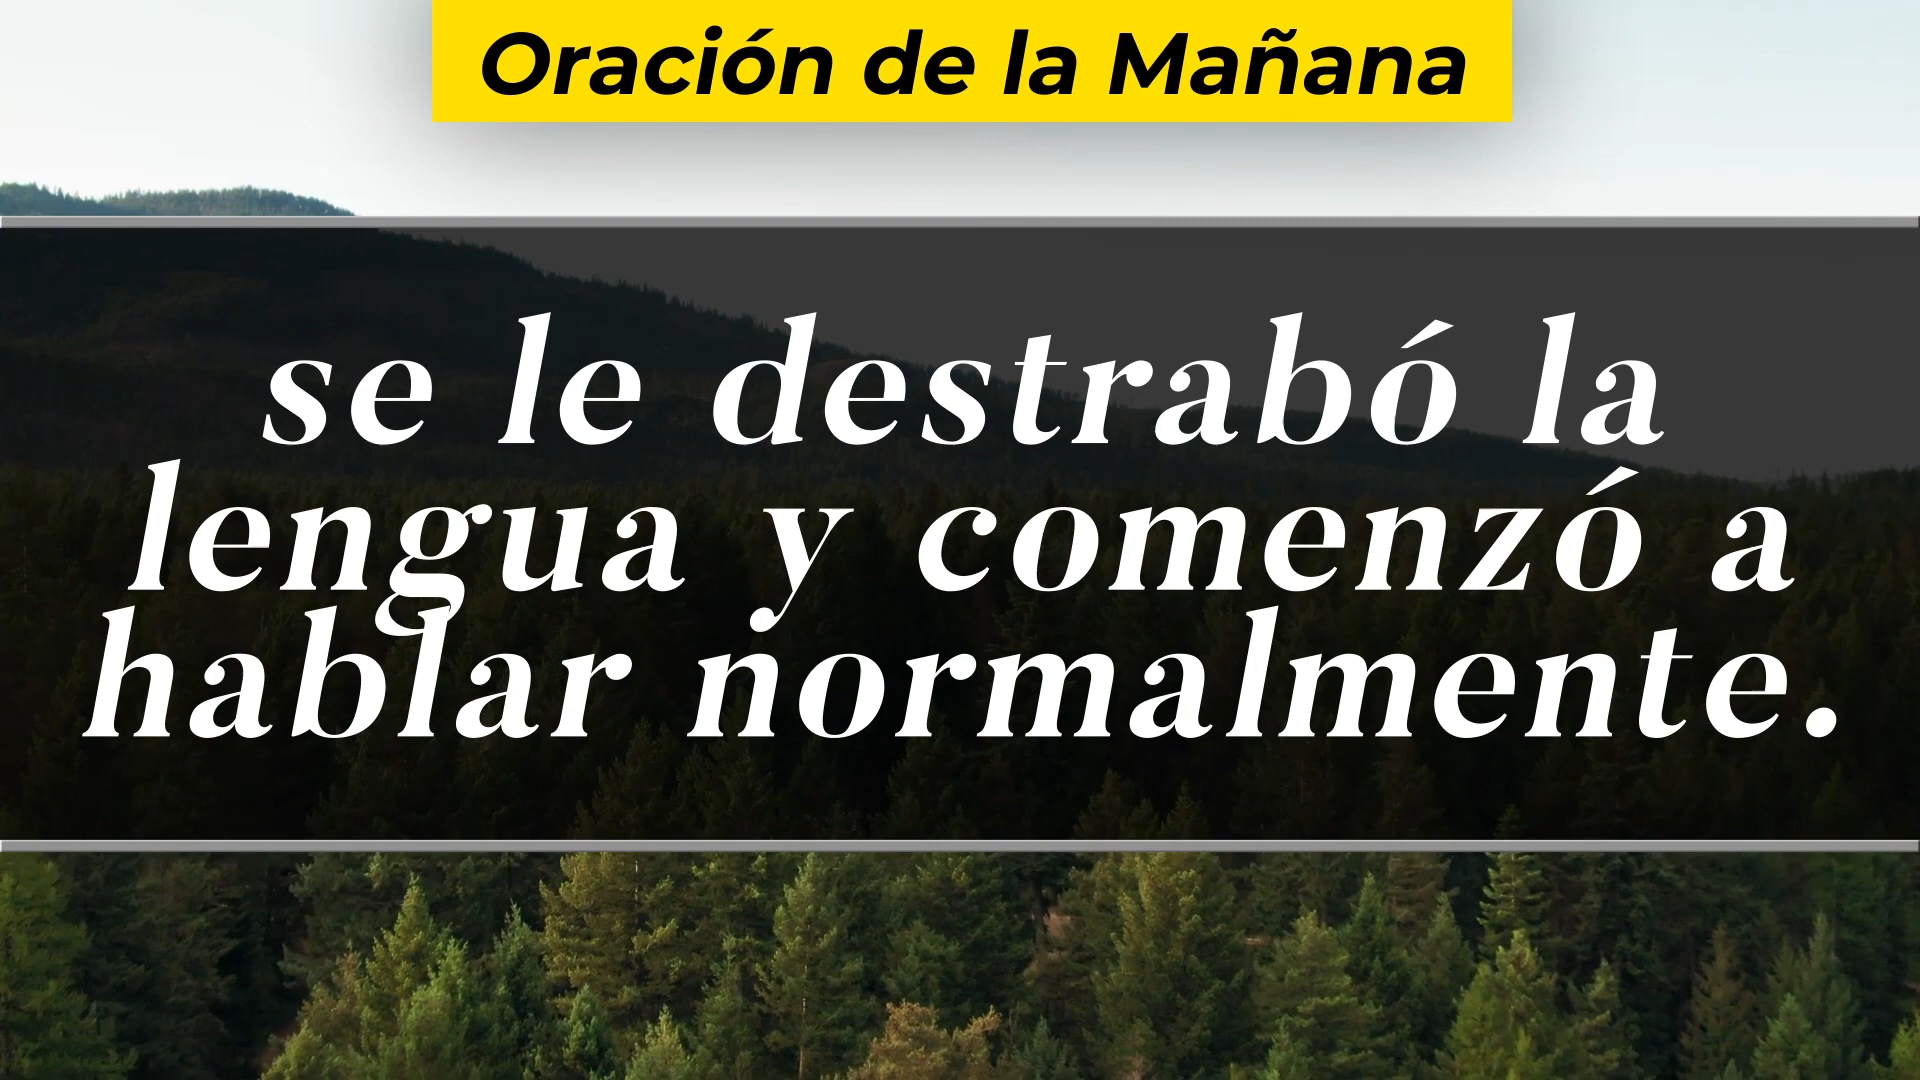 Oración de la Mañana
se le destrabó la
lengua y comenzó a
hablar normalmente.